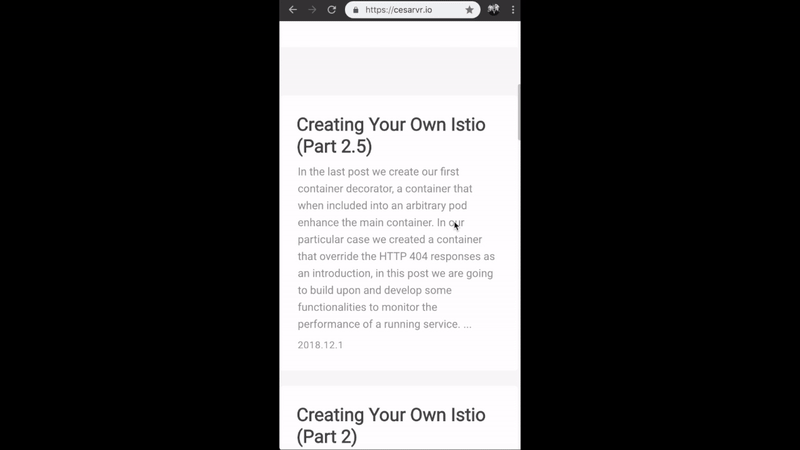 https://cesarvr.io
Creating Your Own Istio
(Part 2.5)
In the last post we create our first
container decorator, a container that
when included into an arbitrary pod
enhance the main container. In our
particular case we created a container
that override the HTTP 404 responses as
an introduction, in this post we are going
to build upon and develop some
functionalities to monitor the
performance of a running service. ...
2018.12.1
Creating Your Own Istio
(Part 2)